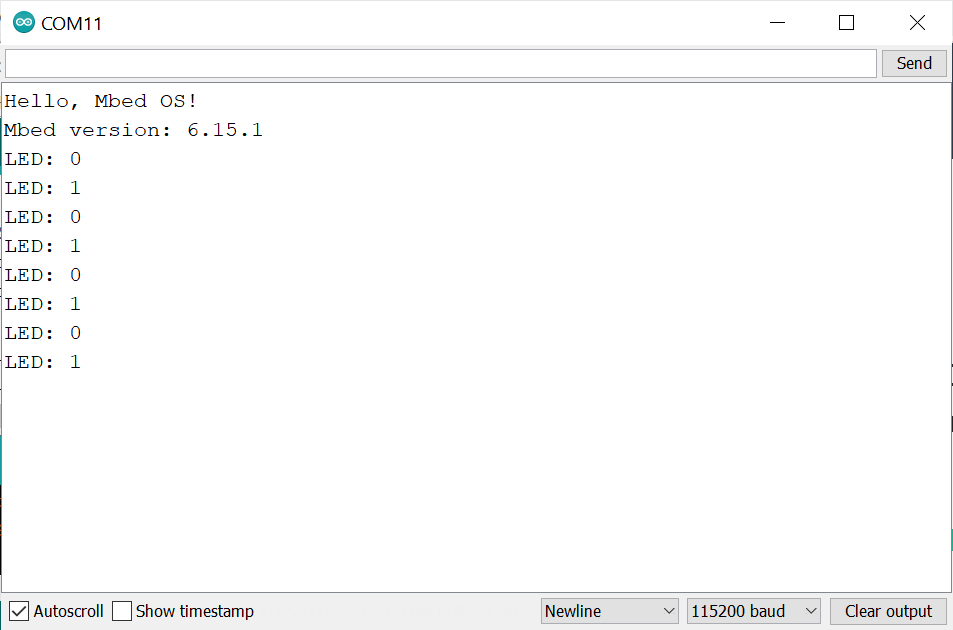 COM11
Send
Hello, Mbed OS!
Mbed version: 6.15.1
LED: 0
LED: 1
LED: 0
LED: 1
LED: 0
LED: 1
LED: 0
LED: 1
Autoscroll Show timestamp Newline 115200 baud Clear output